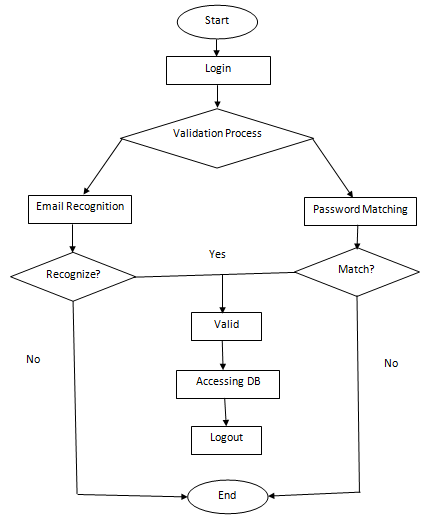 Start
Login
Validation Process
Email Recognition
Password Matching
Yes
Recognize?
Match?
Valid
No
No
Accessing DB
Logout
End